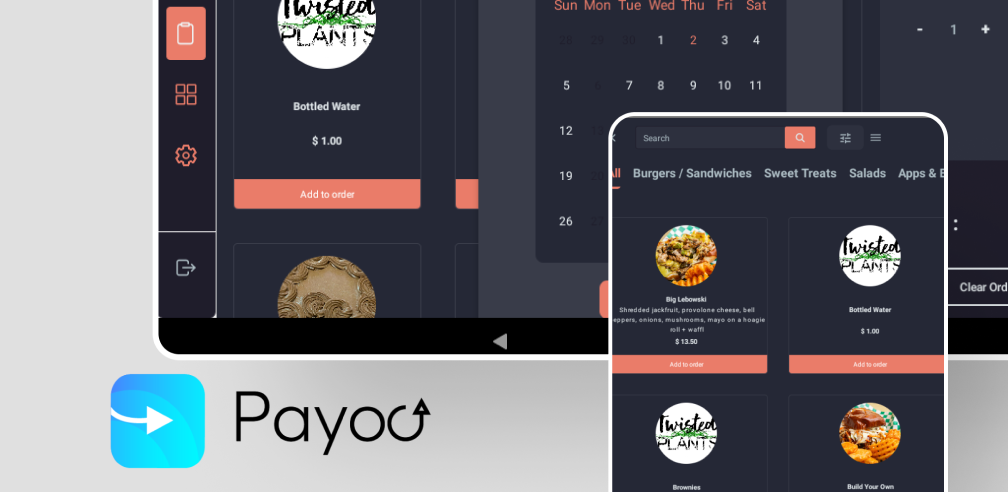 Twisted
PLANTS
Bottled Water
$ 1.00
Add to order
Sun Mon Tue Wed Thu Fri Sat
28 29 30 1 2 3 4
5 6 7 8 9 10 11
12
19
26
- 1 +
:
Clear Ord
Search
All Burgers / Sandwiches Sweet Treats Salads Apps & E
Big Lebowski
Shredded jackfruit, provolone cheese, bell
eppers, onions, mushrooms, mayo on a hoagie
roll + waffl
$ 13.50
Add to order
Twisted
PLANTS
Bottled Water
$ 1.00
Add to order
Twisted
PLANTS
Brownies
Build Your Own
Payoo